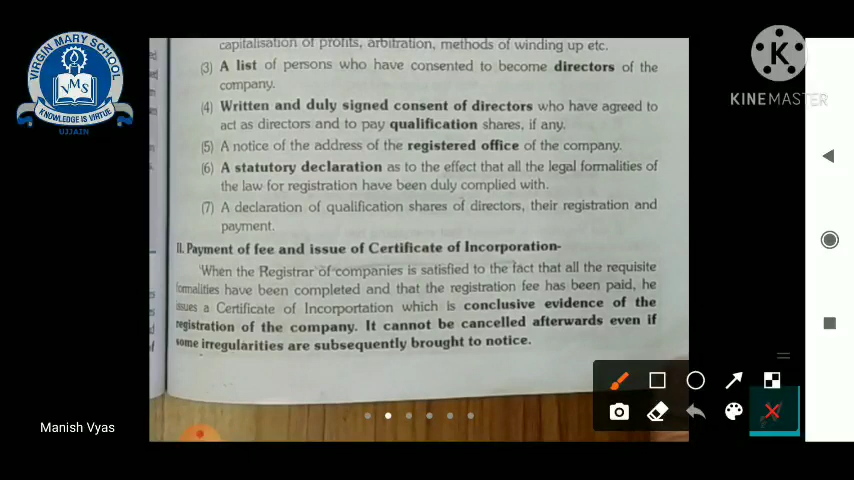 capitalisation of profits, arbitration, methods of winding up etc.
(3) A list of persons who have consented to become directors of the
company.
(4) Written and duly signed consent of directors who have agreed to
act as directors and to pay qualification shares, if any.
(5) A notice of the address of the registered office of the company.
(6) A statutory declaration as to the effect that all the legal formalities of
the law for registration have been duly complied with.
(7) A declaration of qualification shares of directors, their registration and
payment.
II. Payment of fee and issue of Certificate of Incorporation-
When the Registrar of companies is satisfied to the fact that all the requisite
formalities have been completed and that the registration fee has been paid, he
issues a Certificate of Incorportation which is conclusive evidence of the
registration of the company. It cannot be cancelled afterwards even if
some irregularities are subsequently brought to notice.
VIRGIN MARY SCHOOL
VMS
KNOWLEDGE IS VIRTUE
UJJAIN
K
KINEMASTER
Manish Vyas